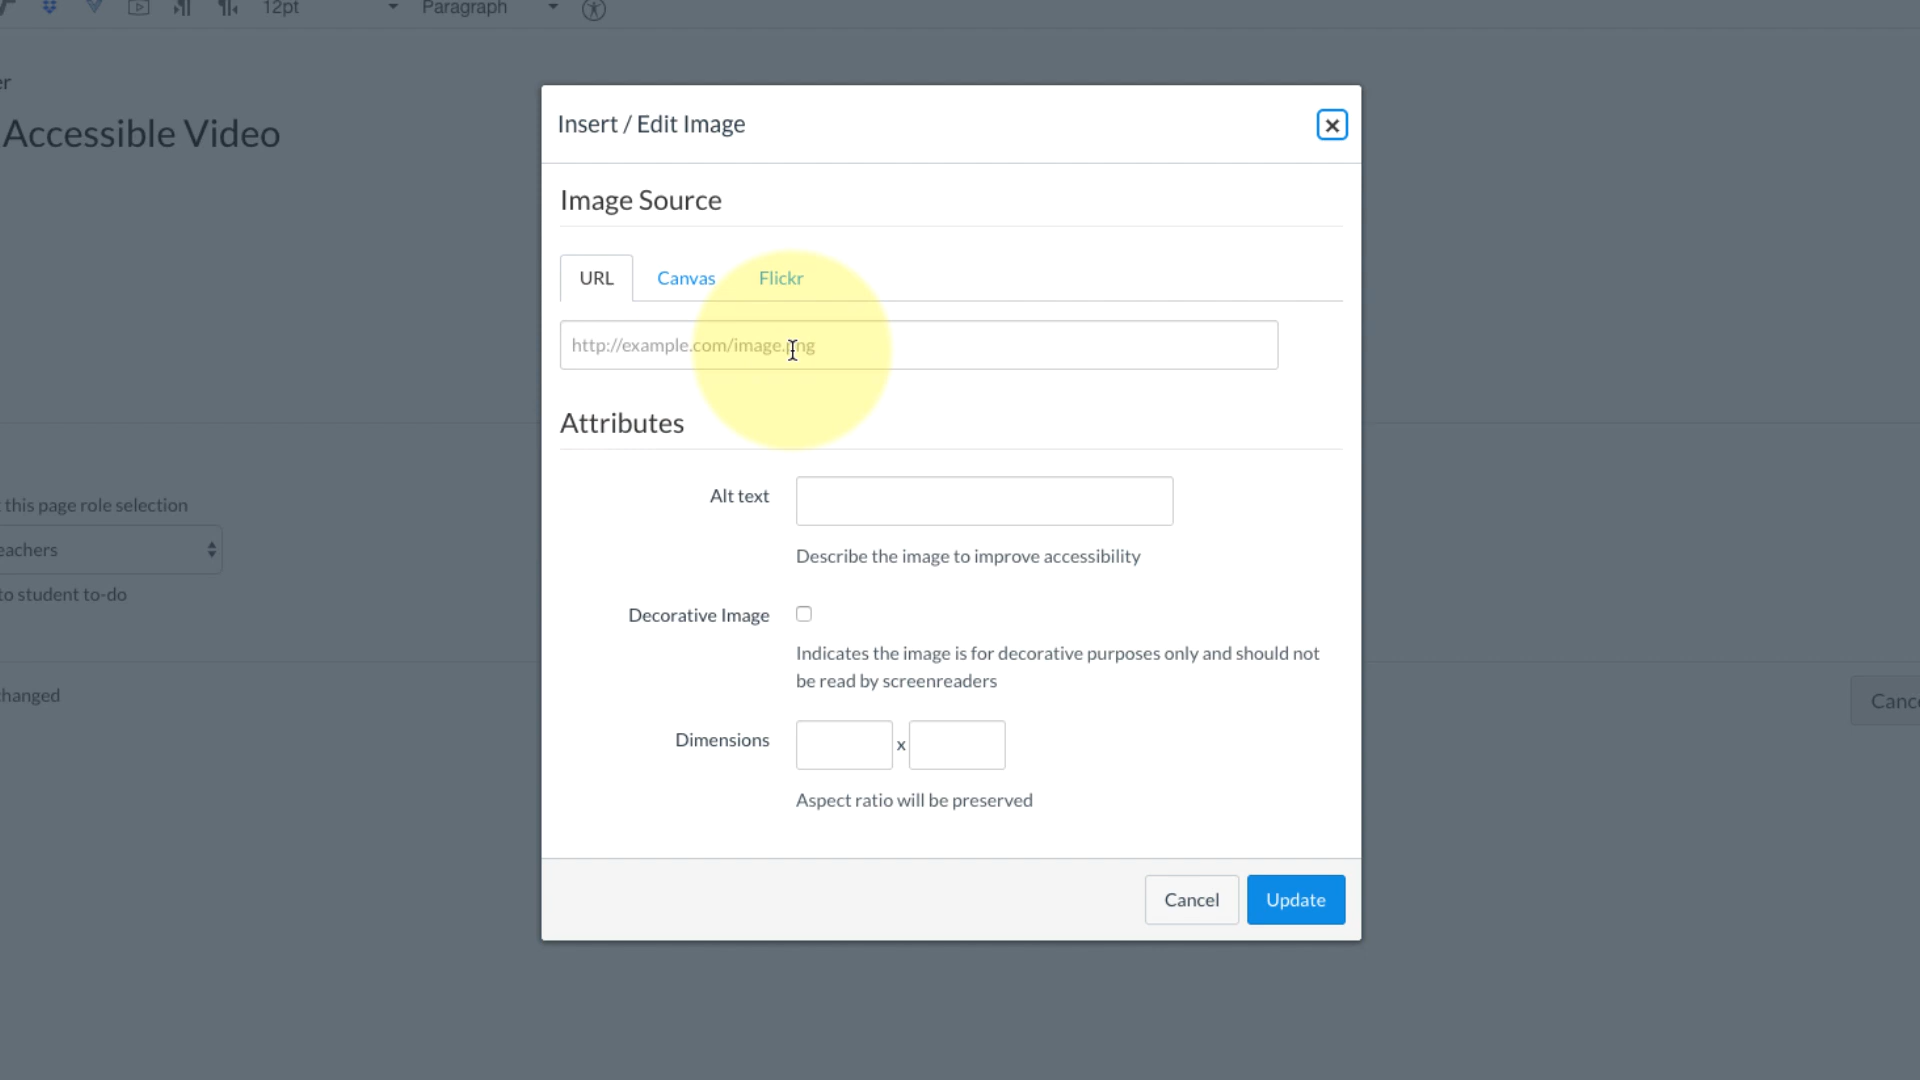 12pt
Paragraph
er
Accessible Video
Insert / Edit Image
Image Source
URL
Canvas
Flickr
http://example.com/image.png
Attributes
Alt text
Describe the image to improve accessibility
Decorative Image
Indicates the image is for decorative purposes only and should not
be read by screenreaders
Dimensions
x
Aspect ratio will be preserved
Cancel
Update
this page role selection
eachers
to student to-do
hanged
Canc